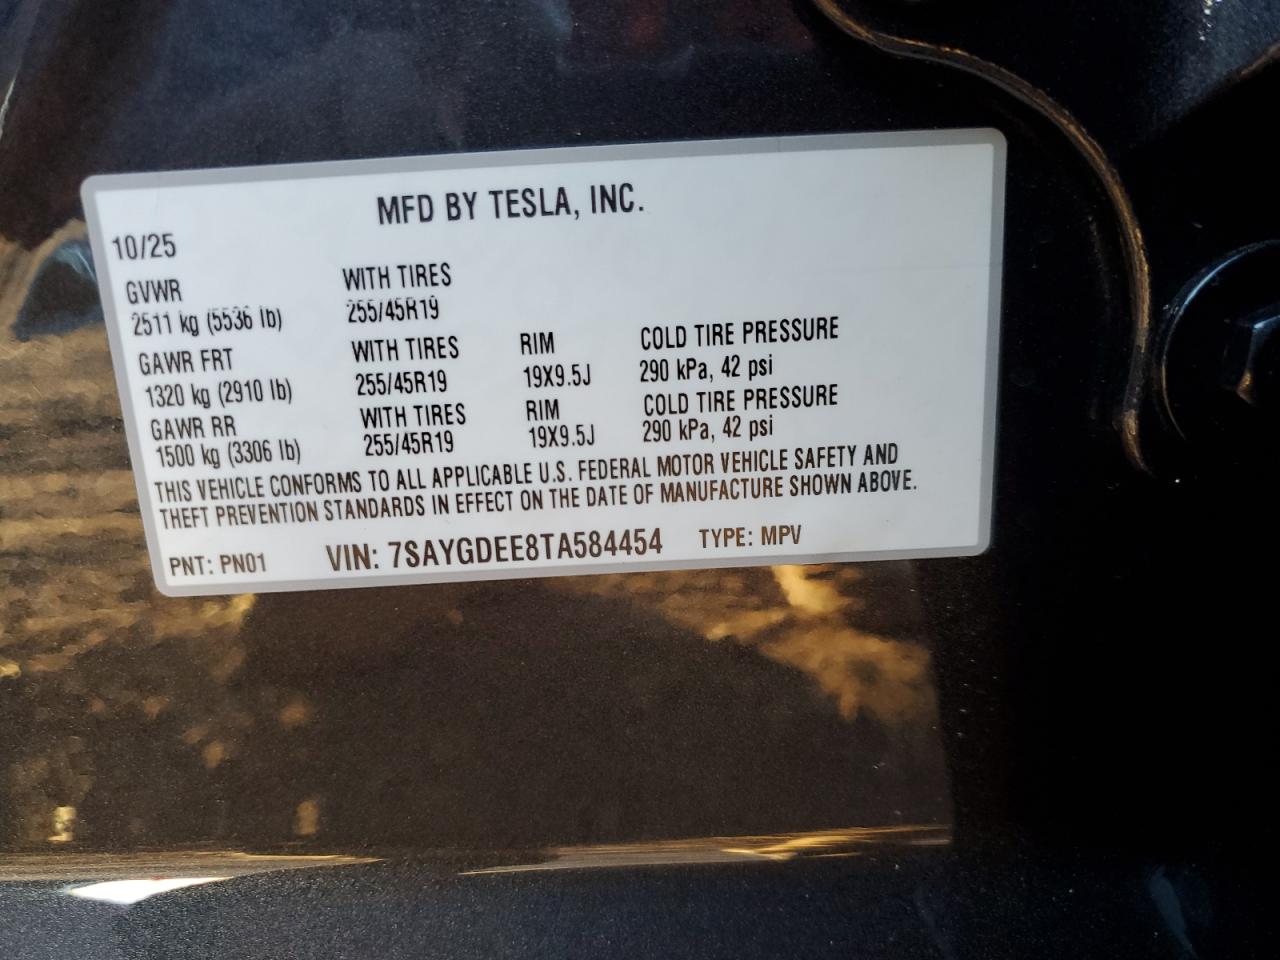 MFD BY TESLA, INC.
10/25
GVWR WITH TIRES
2511 kg (5536 lb) 255/45R19
GAWR FRT WITH TIRES RIM COLD TIRE PRESSURE
1320 kg (2910 lb) 255/45R19 19X9.5J 290 kPa, 42 psi
GAWR RR WITH TIRES RIM COLD TIRE PRESSURE
1500 kg (3306 lb) 255/45R19 19X9.5J 290 kPa, 42 psi
THIS VEHICLE CONFORMS TO ALL APPLICABLE U.S. FEDERAL MOTOR VEHICLE SAFETY AND
THEFT PREVENTION STANDARDS IN EFFECT ON THE DATE OF MANUFACTURE SHOWN ABOVE.
PNT: PN01 VIN: 7SAYGDEE8TA584454 TYPE: MPV